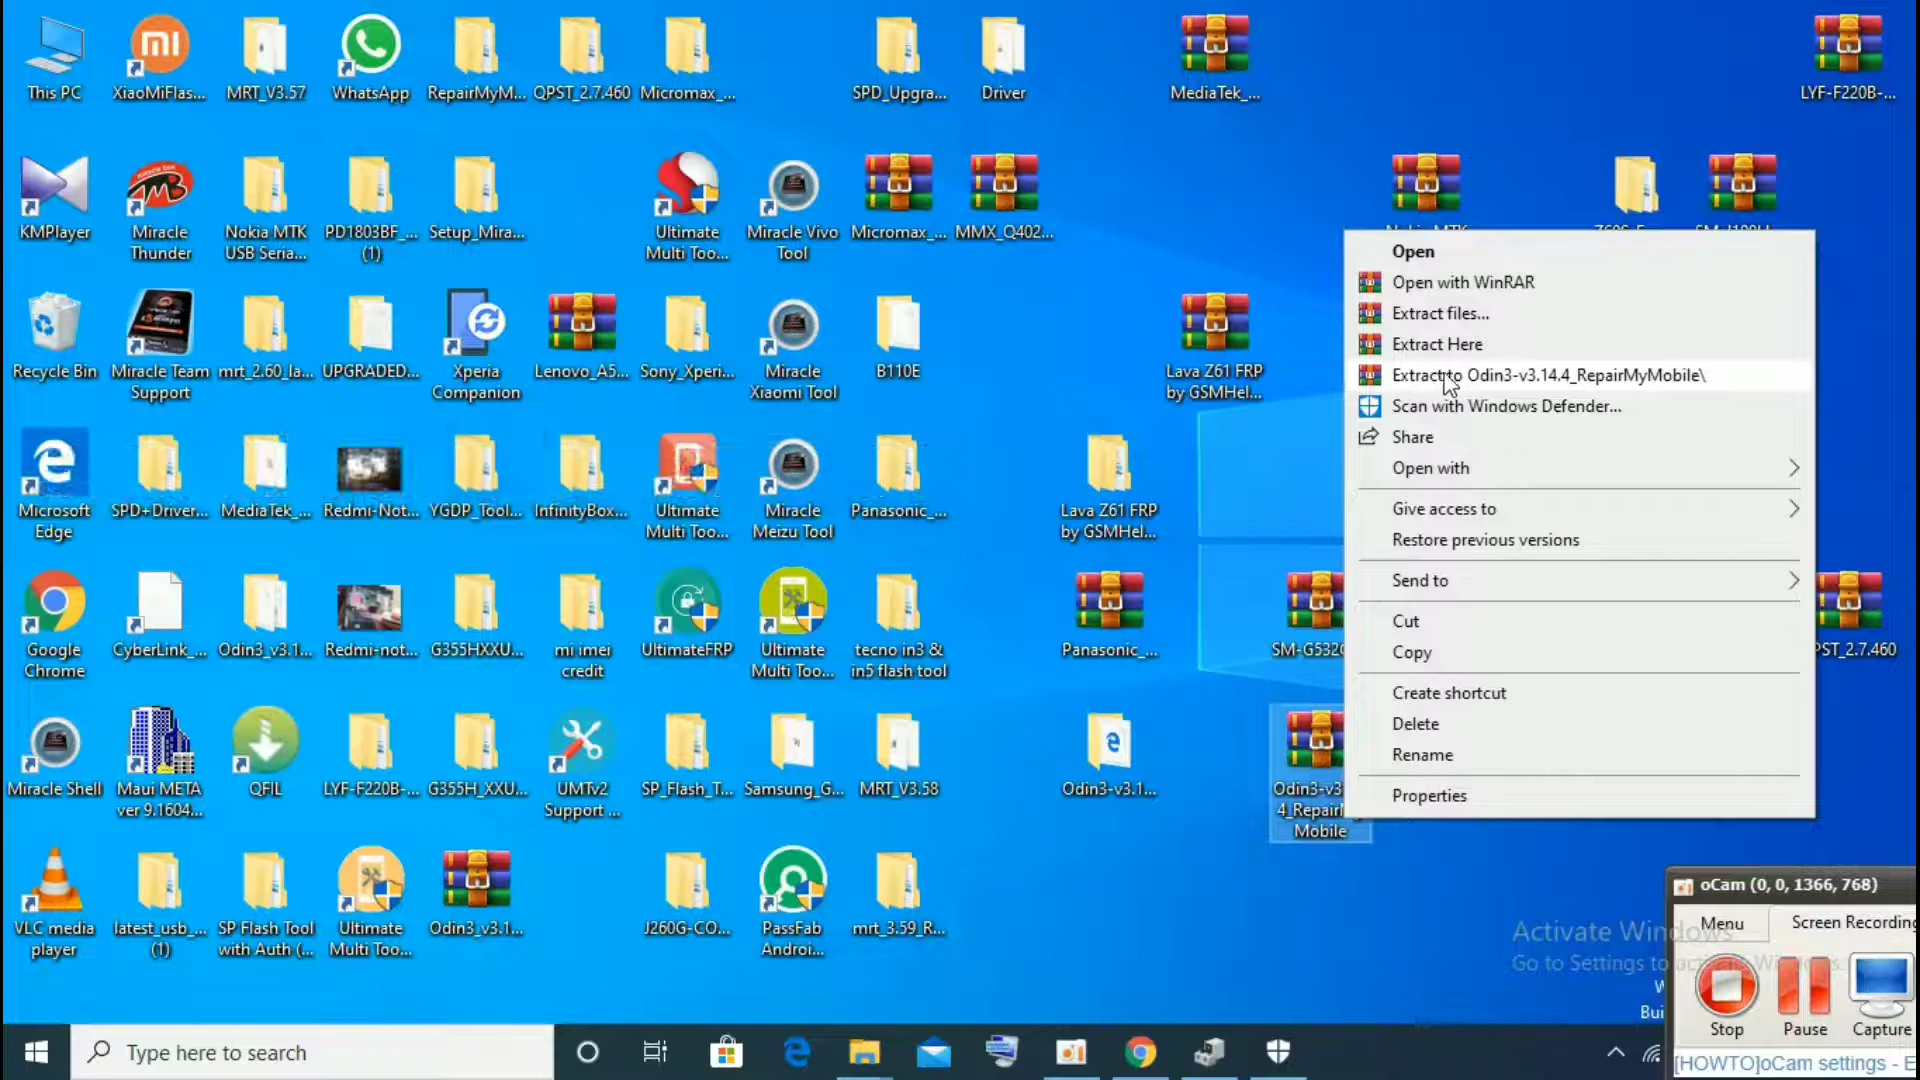 This PC
XiaoMiFlas...
MRT_V3.57
WhatsApp
RepairMyM...
QPST_2.7.460
Micromax_...
SPD_Upgra...
Driver
MediaTek_...
LYF-F220B-...
KMPlayer
Miracle
Thunder
Nokia MTK
USB Seria...
PD1803BF_...
(1)
Setup_Mira...
Ultimate
Multi Too...
Miracle Vivo
Tool
Micromax_...
MMX_Q402...
Recycle Bin
Miracle Team
Support
mrt_2.60_la...
UPGRADED...
Xperia
Companion
Lenovo_A5...
Sony_Xperi...
Miracle
Xiaomi Tool
B110E
Lava Z61 FRP
by GSMHel...
Microsoft
Edge
SPD+Driver...
MediaTek_...
Redmi-Not...
YGDP_Tool...
InfinityBox...
Ultimate
Multi Too...
Miracle
Meizu Tool
Panasonic_...
Lava Z61 FRP
by GSMHel...
Google
Chrome
CyberLink_...
Odin3_v3.1...
Redmi-not...
G355HXXU...
mi imei
credit
UltimateFRP
Ultimate
Multi Too...
tecno in3 &
in5 flash tool
Panasonic_...
SM-G532G
PST_2.7.460
Miracle Shell
Maui META
ver 9.1604...
QFIL
LYF-F220B-...
G355H_XXU...
UMTv2
Support ...
SP_Flash_T...
Samsung_G...
MRT_V3.58
Odin3-v3.1...
Odin3-v3
4_RepairM
Mobile
VLC media
player
latest_usb_...
(1)
SP Flash Tool
with Auth (...
Ultimate
Multi Too...
Odin3_v3.1...
J260G-CO...
PassFab
Androi...
mrt_3.59_R...
Open
Open with WinRAR
Extract files...
Extract Here
Extract to Odin3-v3.14.4_RepairMyMobile\
Scan with Windows Defender...
Share
Open with
Give access to
Restore previous versions
Send to
Cut
Copy
Create shortcut
Delete
Rename
Properties
Activate Windows
Go to Settings to activate Windows.
oCam (0, 0, 1366, 768)
Menu
Screen Recording
Stop
Pause
Capture
[HOWTO]oCam settings - E
Type here to search